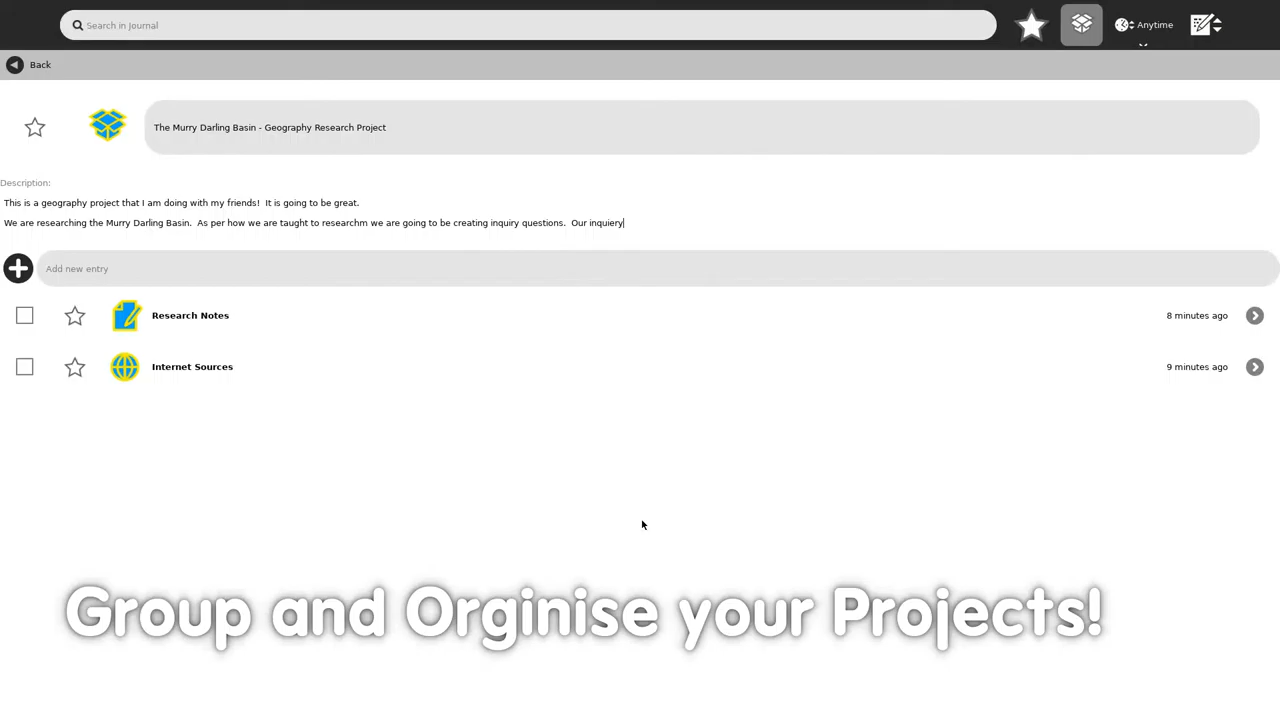 Search in Journal
Anytime
Back
The Murry Darling Basin - Geography Research Project
Description:
This is a geography project that I am doing with my friends!  It is going to be great.
We are researching the Murry Darling Basin.  As per how we are taught to researchm we are going to be creating inquiry questions.  Our inquiery
Add new entry
Research Notes 8 minutes ago
Internet Sources 9 minutes ago
Group and Orginise your Projects!